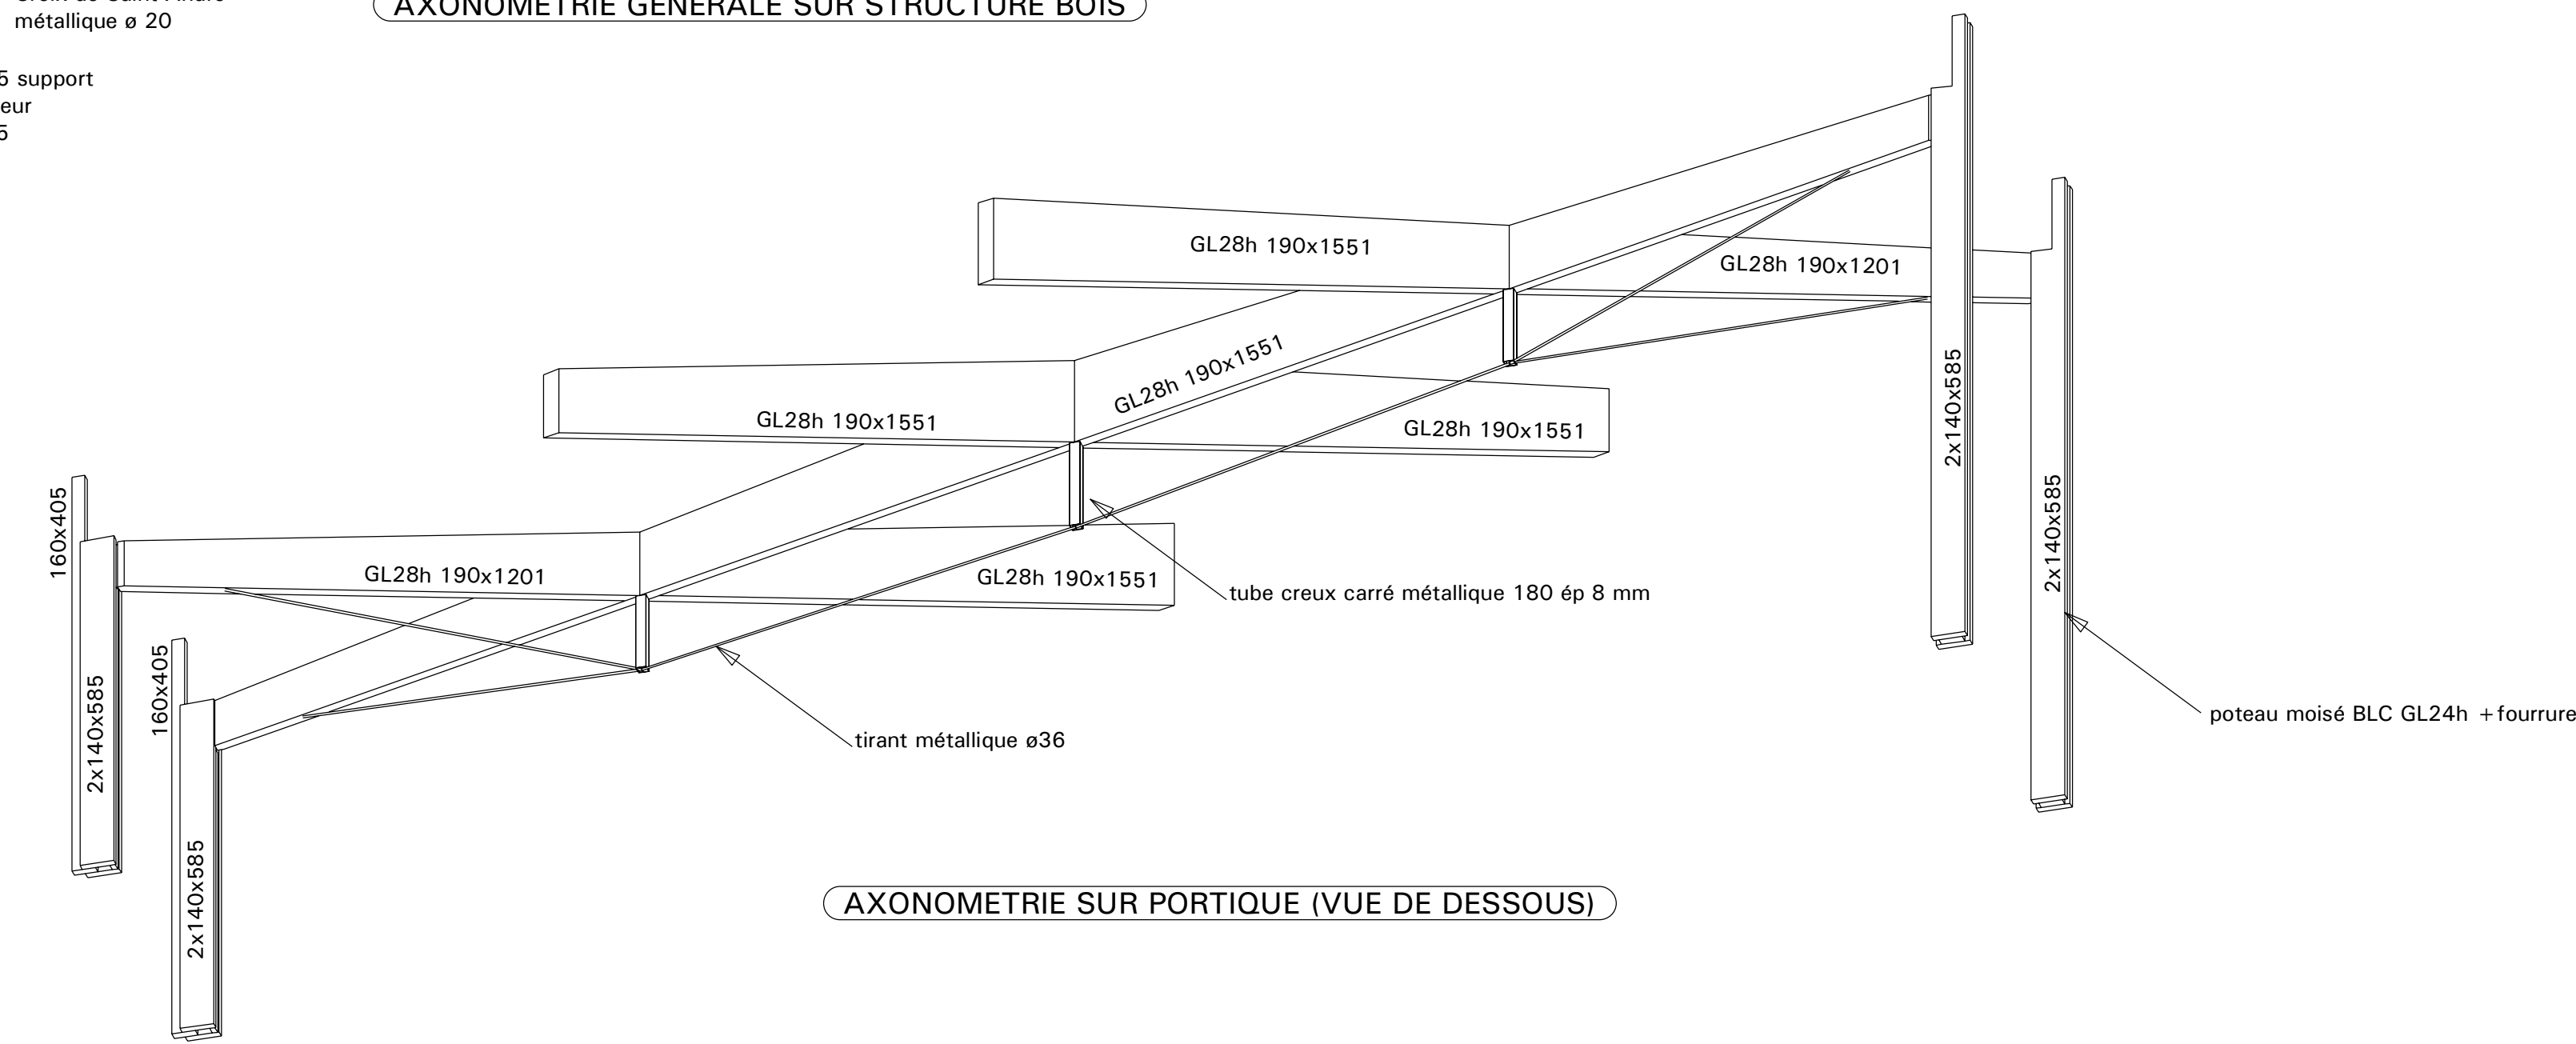 métallique ø 20
AXONOMETRIE GENERALE SUR STRUCTURE BOIS
5 support
eur
5
GL28h 190x1551
GL28h 190x1201
GL28h 190x1551
GL28h 190x1551
GL28h 190x1551
2x140x585
160x405
2x140x585
GL28h 190x1201
GL28h 190x1551
tube creux carré métallique 180 ép 8 mm
160x405
2x140x585
tirant métallique ø36
poteau moisé BLC GL24h +fourrure
2x140x585
AXONOMETRIE SUR PORTIQUE (VUE DE DESSOUS)